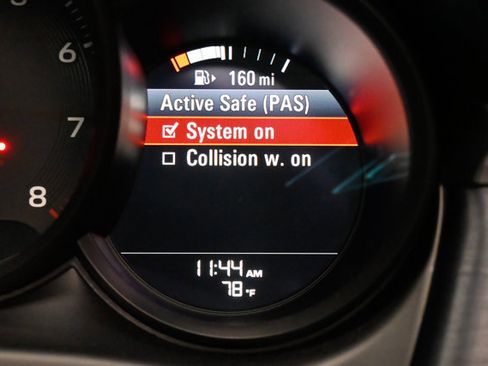 6
7
8
160 mi
Active Safe (PAS)
System on
Collision w. on
11:44 AM
78 °F